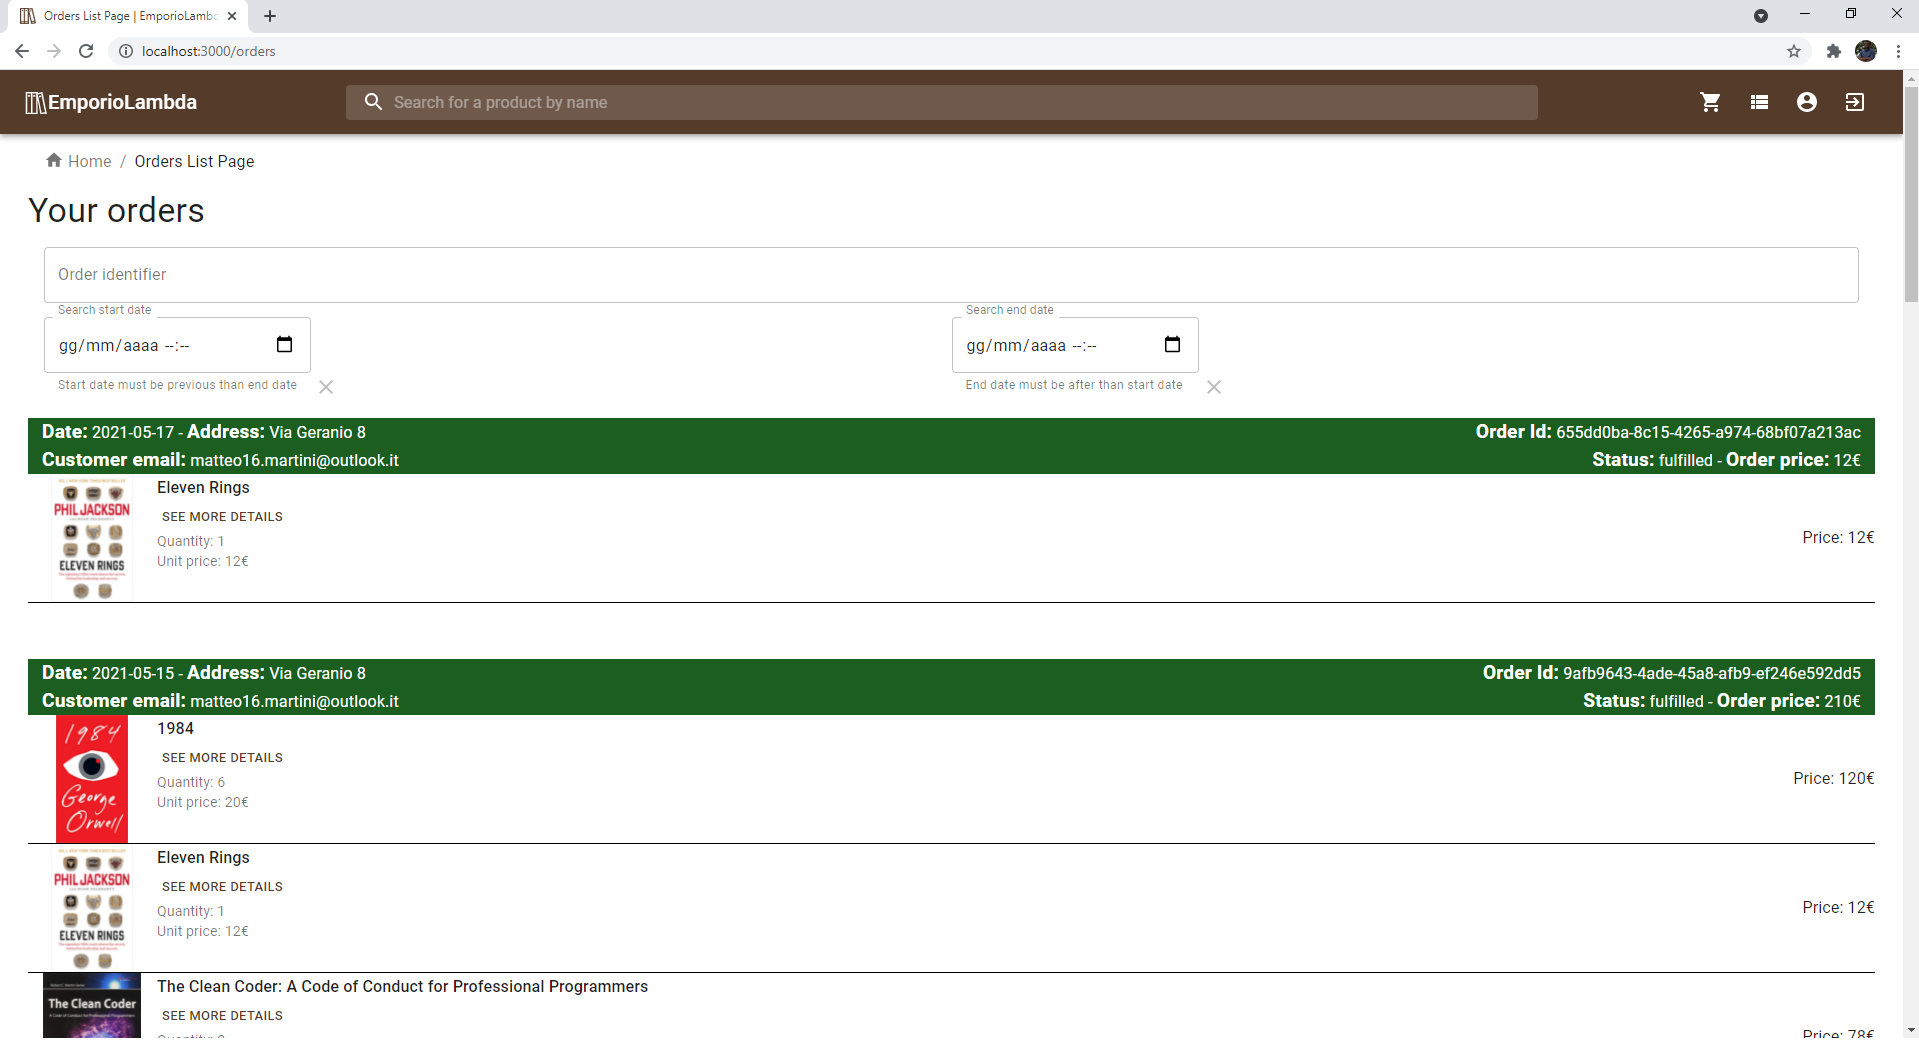 Orders List Page | EmporioLambd
localhost:3000/orders
EmporioLambda
Search for a product by name
Home / Orders List Page
Your orders
Order identifier
Search start date
Search end date
gg/mm/aaaa --:--
gg/mm/aaaa --:--
Start date must be previous than end date
End date must be after than start date
Date: 2021-05-17 - Address: Via Geranio 8
Order Id: 655dd0ba-8c15-4265-a974-68bf07a213ac
Customer email: matteo16.martini@outlook.it
Status: fulfilled - Order price: 12€
PHIL JACKSON
ELEVEN RINGS
Eleven Rings
SEE MORE DETAILS
Quantity: 1
Unit price: 12€
Price: 12€
Date: 2021-05-15 - Address: Via Geranio 8
Order Id: 9afb9643-4ade-45a8-afb9-ef246e592dd5
Customer email: matteo16.martini@outlook.it
Status: fulfilled - Order price: 210€
1984
George
Orwell
1984
SEE MORE DETAILS
Quantity: 6
Unit price: 20€
Price: 120€
PHIL JACKSON
ELEVEN RINGS
Eleven Rings
SEE MORE DETAILS
Quantity: 1
Unit price: 12€
Price: 12€
The Clean Coder
A Code of Conduct for Professional Programmers
The Clean Coder: A Code of Conduct for Professional Programmers
SEE MORE DETAILS
Price: 78€